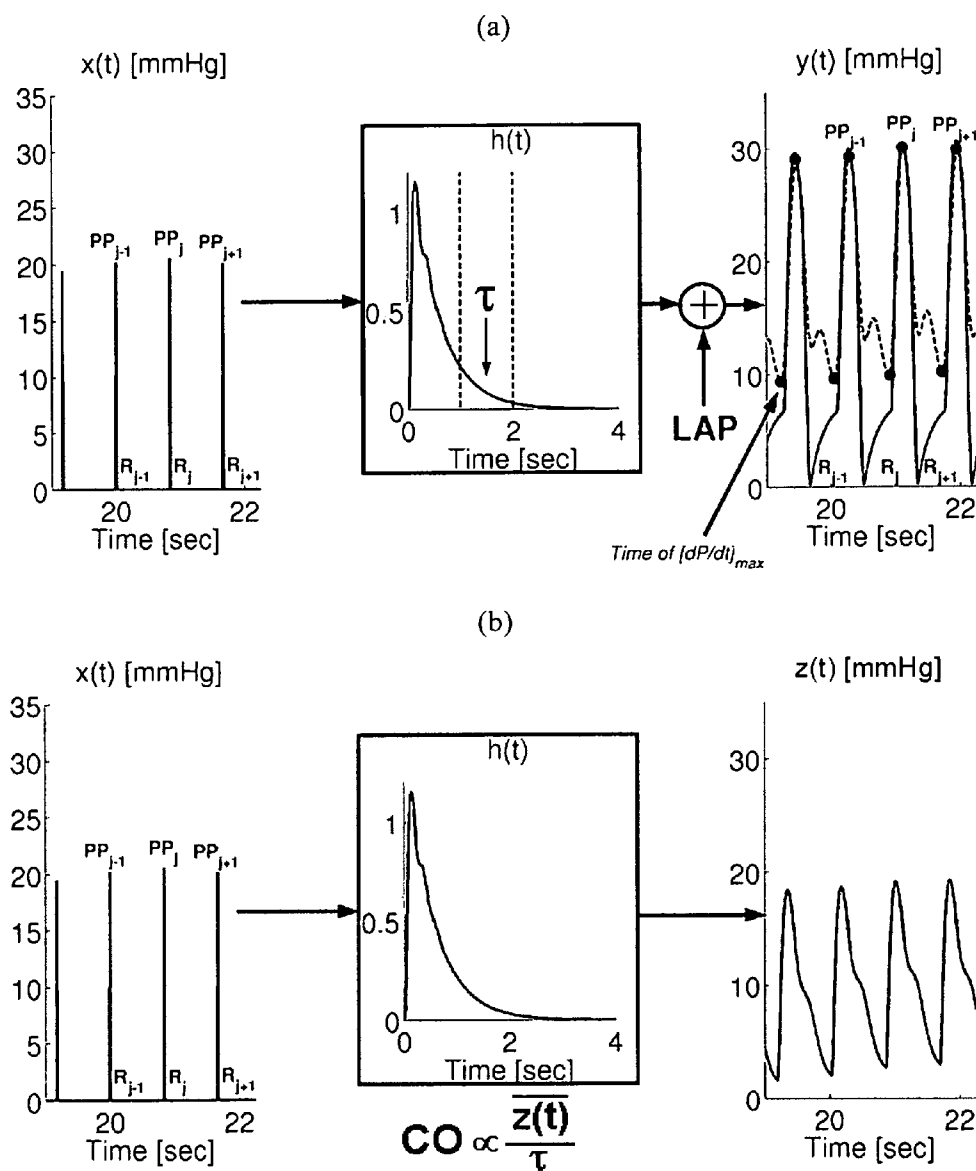 (a)
x(t) [mmHg]
35
30
25
20
15
10
5
0
PP_{j-1} PP_j PP_{j+1}
R_{j-1} R_j R_{j+1}
20 22
Time [sec]
h(t)
1
0.5
0
τ
0 2 4
Time [sec]
+
LAP
y(t) [mmHg]
30
20
10
0
PP_{j-1} PP_j PP_{j+1}
R_{j-1} R_j R_{j+1}
20 22
Time [sec]
Time of [dP/dt]_{max}
(b)
x(t) [mmHg]
35
30
25
20
15
10
5
0
PP_{j-1} PP_j PP_{j+1}
R_{j-1} R_j R_{j+1}
20 22
Time [sec]
h(t)
1
0.5
0
0 2 4
Time [sec]
CO ∝ \overline{z(t)}/τ
z(t) [mmHg]
30
20
10
0
20 22
Time [sec]